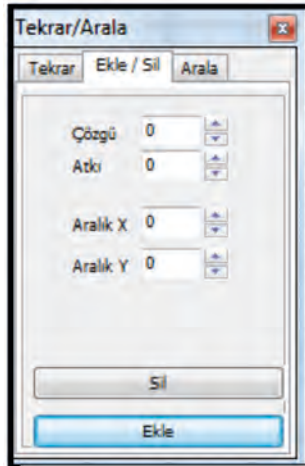 Tekrar/Arala
Tekrar Ekle / Sil Arala
Çözgü 0
Atkı 0
Aralık X 0
Aralık Y 0
Sil
Ekle